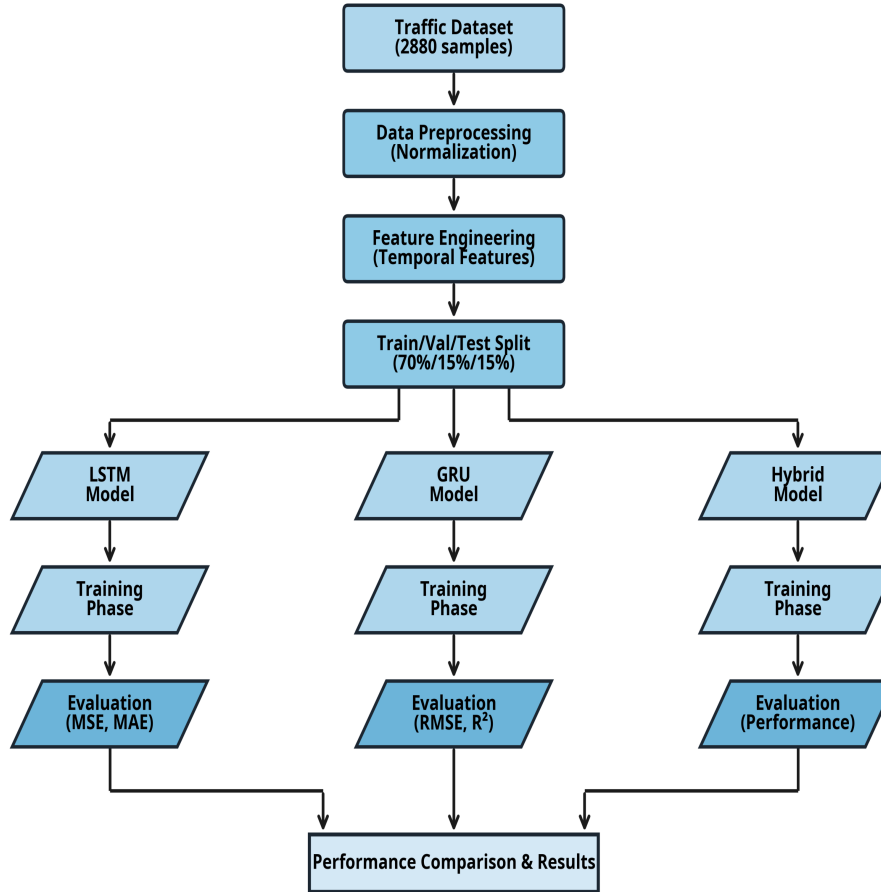 Traffic Dataset
(2880 samples)
Data Preprocessing
(Normalization)
Feature Engineering
(Temporal Features)
Train/Val/Test Split
(70%/15%/15%)
LSTM
Model
GRU
Model
Hybrid
Model
Training
Phase
Training
Phase
Training
Phase
Evaluation
(MSE, MAE)
Evaluation
(RMSE, R²)
Evaluation
(Performance)
Performance Comparison & Results